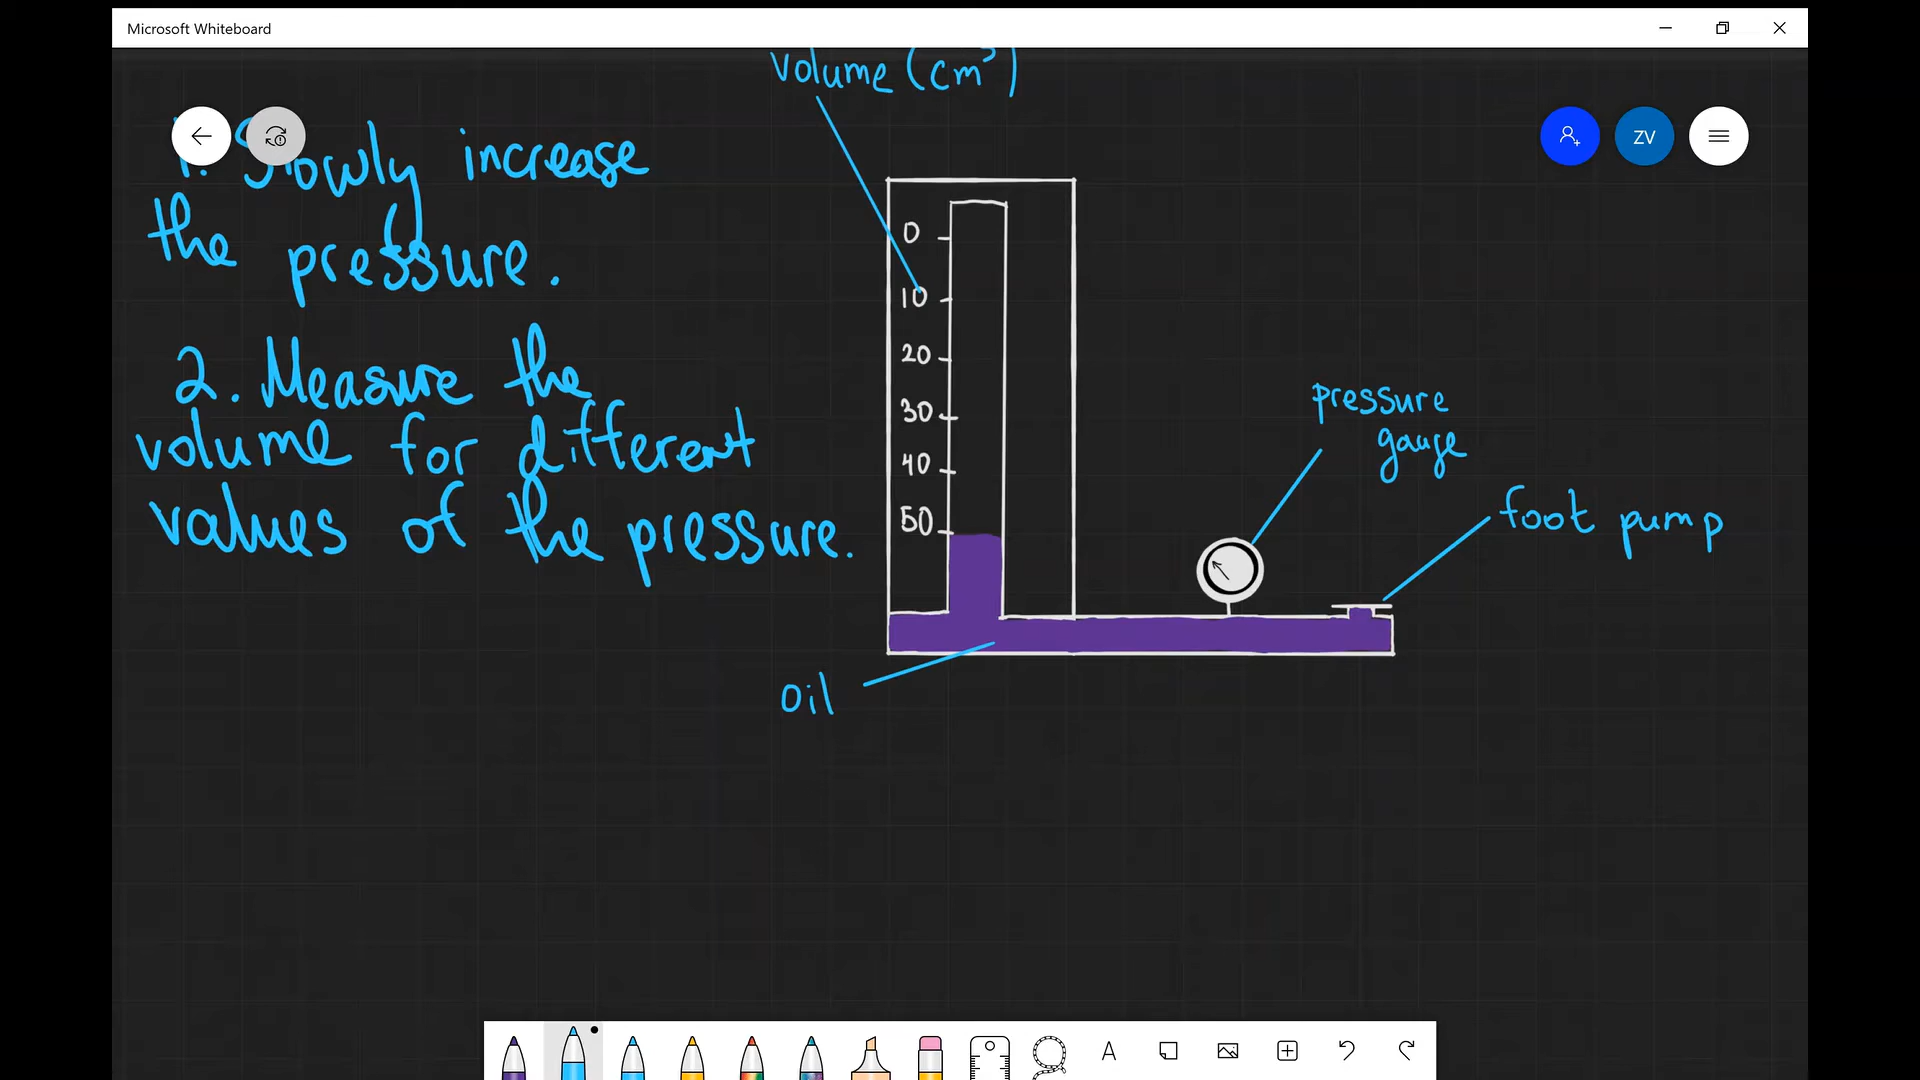 Microsoft Whiteboard
volume (cm³)
1. Slowly increase
the pressure.
2. Measure the
volume for different
values of the pressure.
0
10
20
30
40
50
pressure
gauge
foot pump
oil
ZV
A